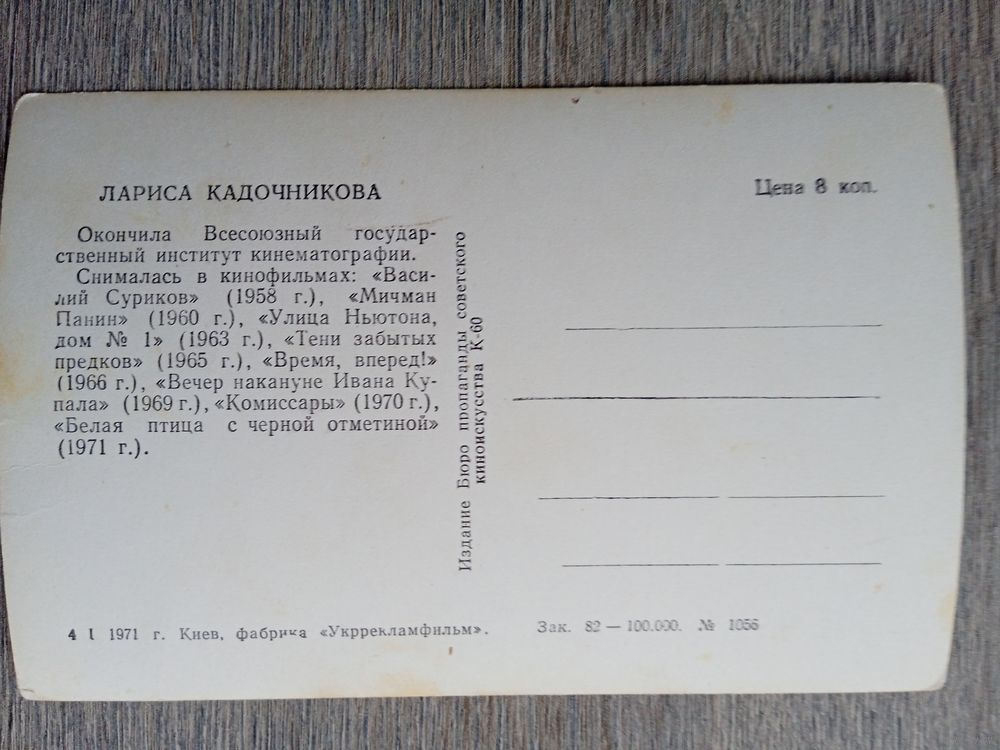 ЛАРИСА КАДОЧНИКОВА
Окончила Всесоюзный государ-
ственный институт кинематографии.
Снималась в кинофильмах: «Васи-
лий Суриков» (1958 г.), «Мичман
Панин» (1960 г.), «Улица Ньютона,
дом № 1» (1963 г.), «Тени забытых
предков» (1965 г.), «Время, вперед!»
(1966 г.), «Вечер накануне Ивана Ку-
пала» (1969 г.), «Комиссары» (1970 г.),
«Белая птица с черной отметиной»
(1971 г.).
4 1 1971 г. Киев, фабрика «Укррекламфильм».
Издание Бюро пропаганды советского
киноискусства К-60
Цена 8 коп.
Зак. 82 — 100.000. № 1056